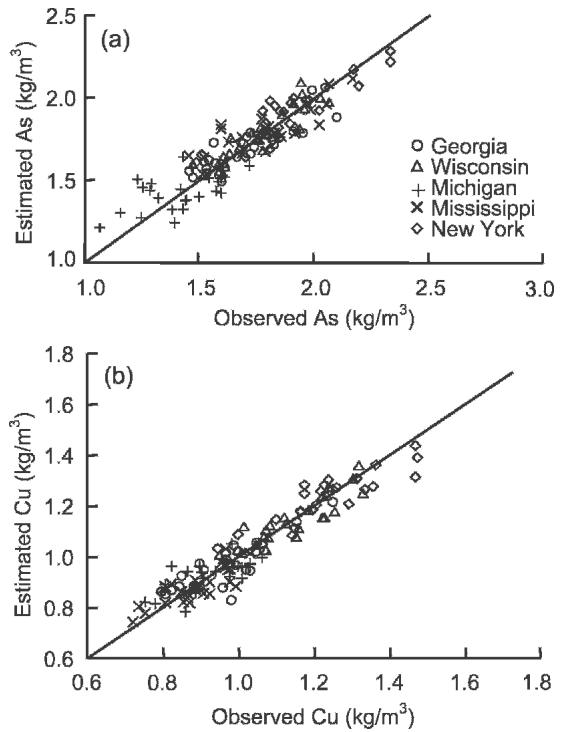 (a)
Estimated As (kg/m³)
2.5
2.0
1.5
1.0
Georgia
Wisconsin
Michigan
Mississippi
New York
1.0 1.5 2.0 2.5 3.0
Observed As (kg/m³)
(b)
Estimated Cu (kg/m³)
1.8
1.6
1.4
1.2
1.0
0.8
0.6
0.6 0.8 1.0 1.2 1.4 1.6 1.8
Observed Cu (kg/m³)